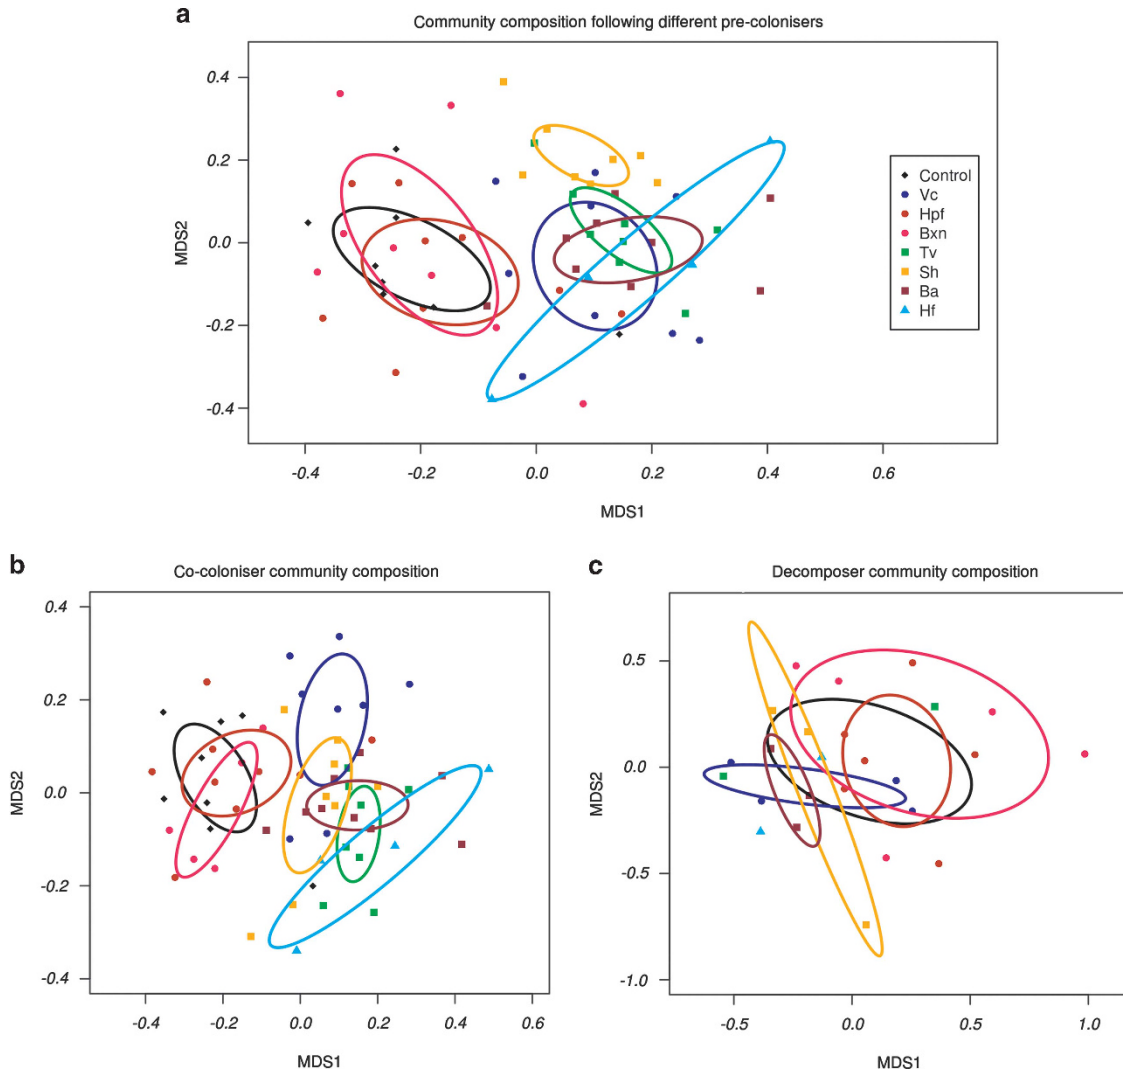 a
Community composition following different pre-colonisers
0.4
0.2
0.0
-0.2
-0.4
MDS2
-0.4
-0.2
0.0
0.2
0.4
0.6
MDS1
Control
Vc
Hpf
Bxn
Tv
Sh
Ba
Hf
b
Co-coloniser community composition
0.4
0.2
0.0
-0.2
-0.4
MDS2
-0.4
-0.2
0.0
0.2
0.4
0.6
MDS1
c
Decomposer community composition
0.5
0.0
-0.5
-1.0
MDS2
-0.5
0.0
0.5
1.0
MDS1